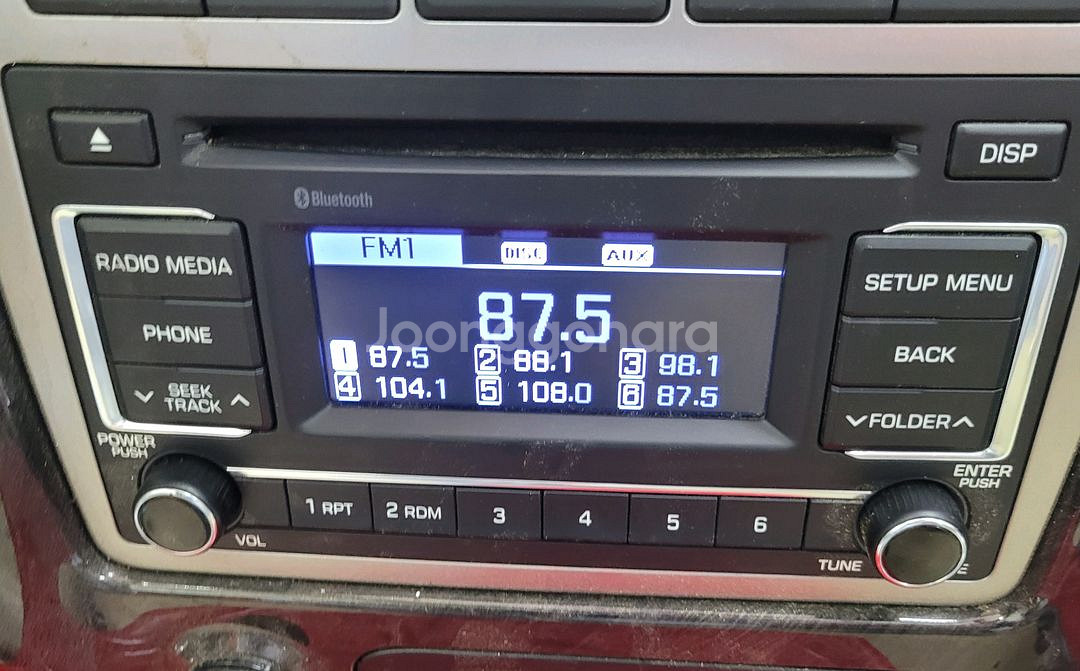 DISP
Bluetooth
FM1 DISC AUX
RADIO MEDIA
SETUP MENU
87.5
Joonggonara
PHONE
BACK
1 87.5 2 88.1 3 98.1
4 104.1 5 108.0 6 87.5
SEEK
TRACK
FOLDER
POWER
PUSH
ENTER
PUSH
1 RPT 2 RDM 3 4 5 6
VOL
TUNE